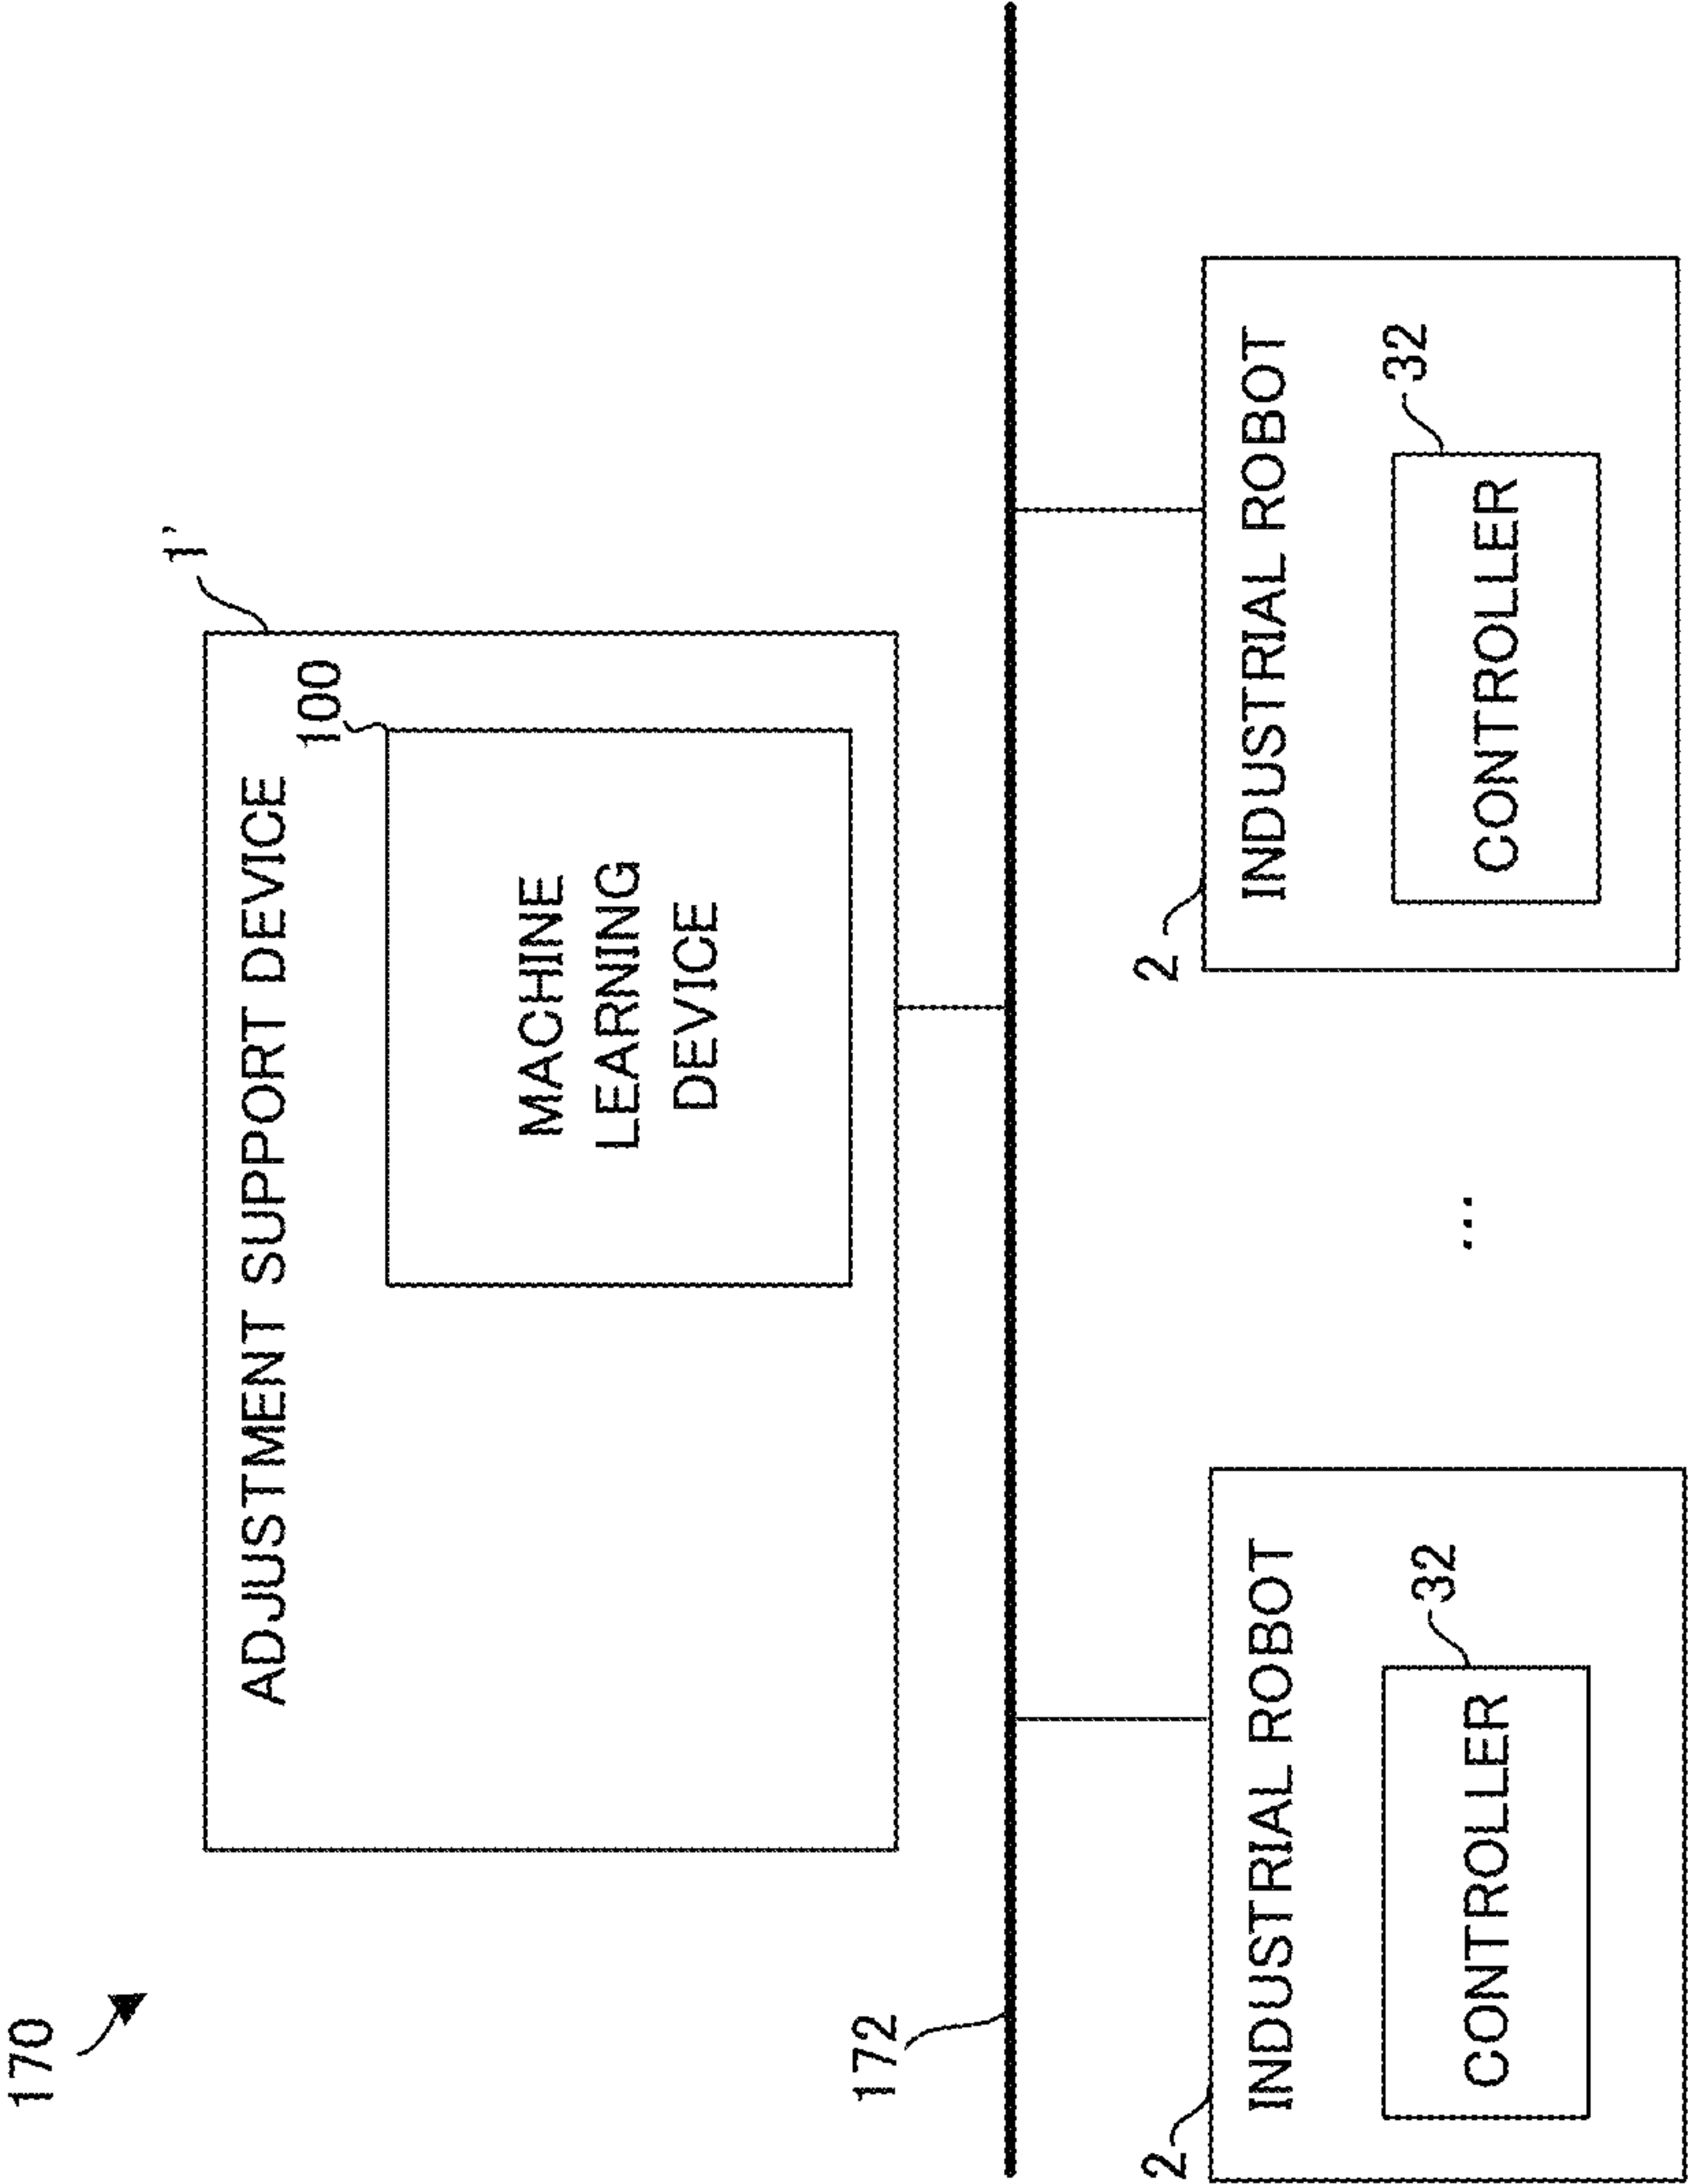 170
1'
ADJUSTMENT SUPPORT DEVICE
100
MACHINE
LEARNING
DEVICE
172
2
INDUSTRIAL ROBOT
32
CONTROLLER
...
2
INDUSTRIAL ROBOT
32
CONTROLLER